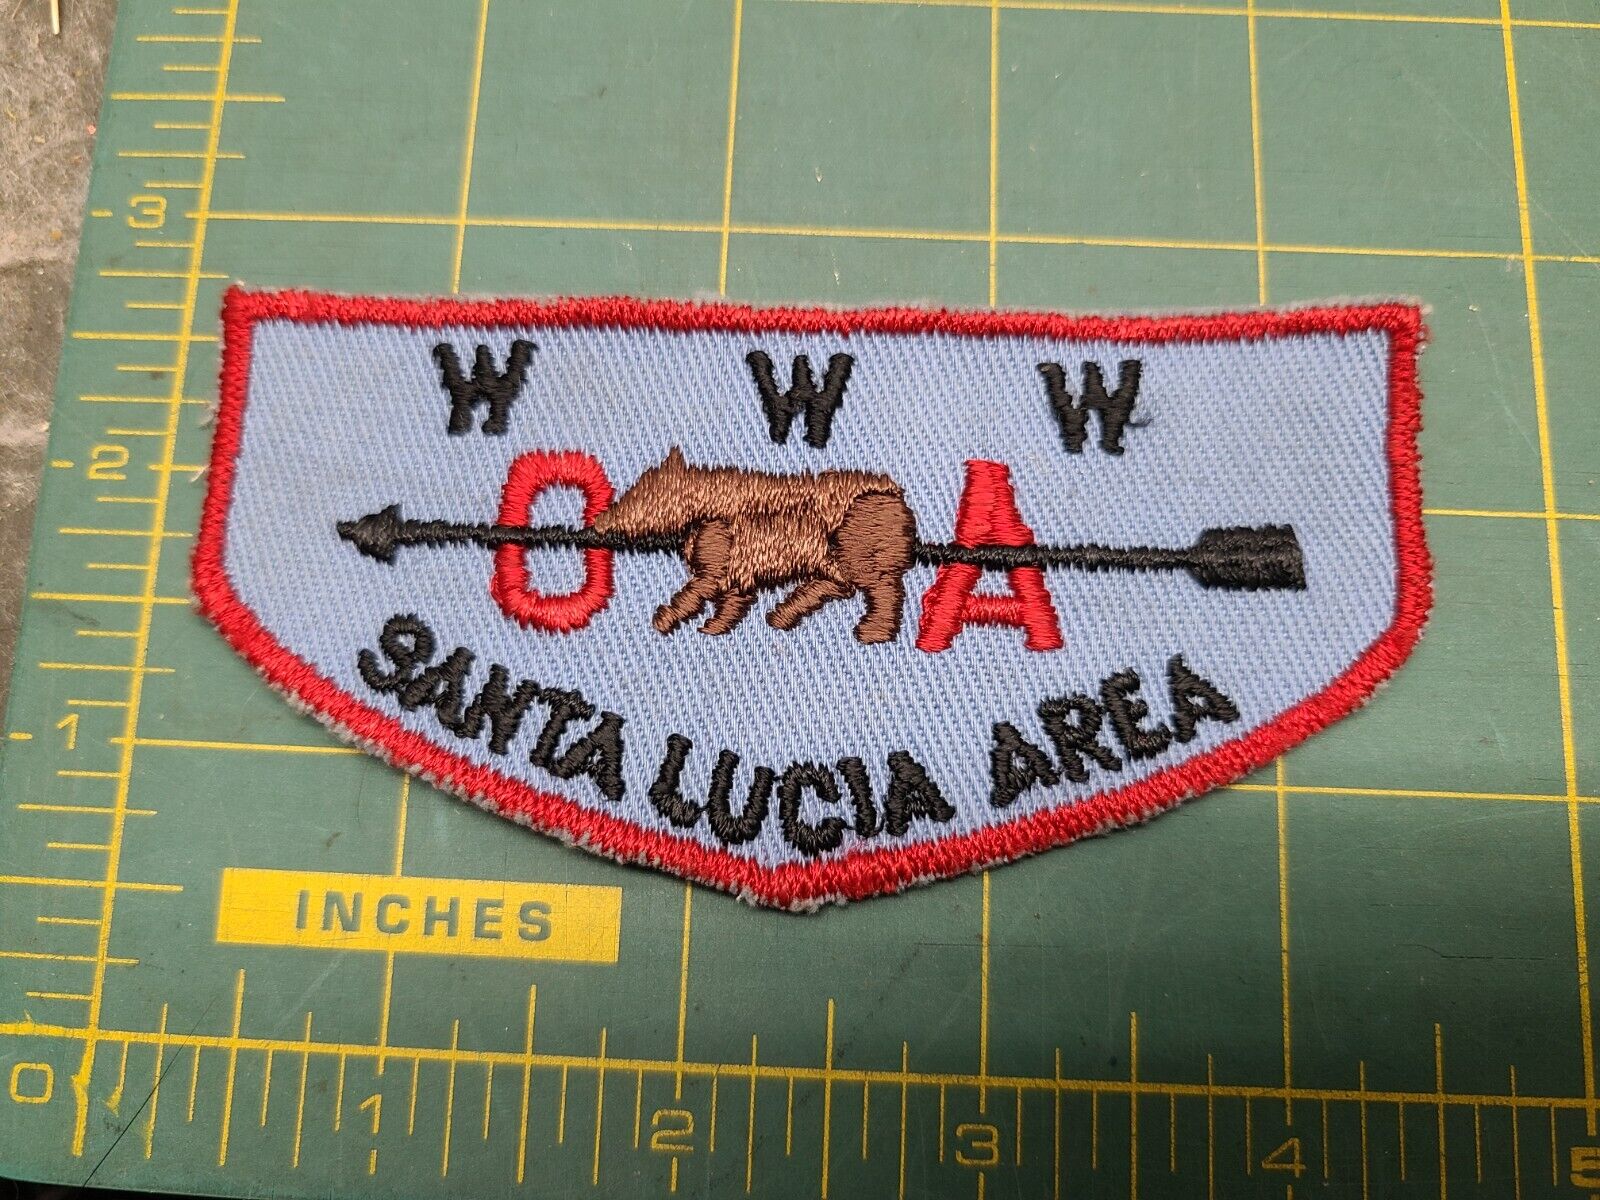 W W W
O A
SANTA LUCIA AREA
3
2
1
INCHES
0 1 2 3 4 5